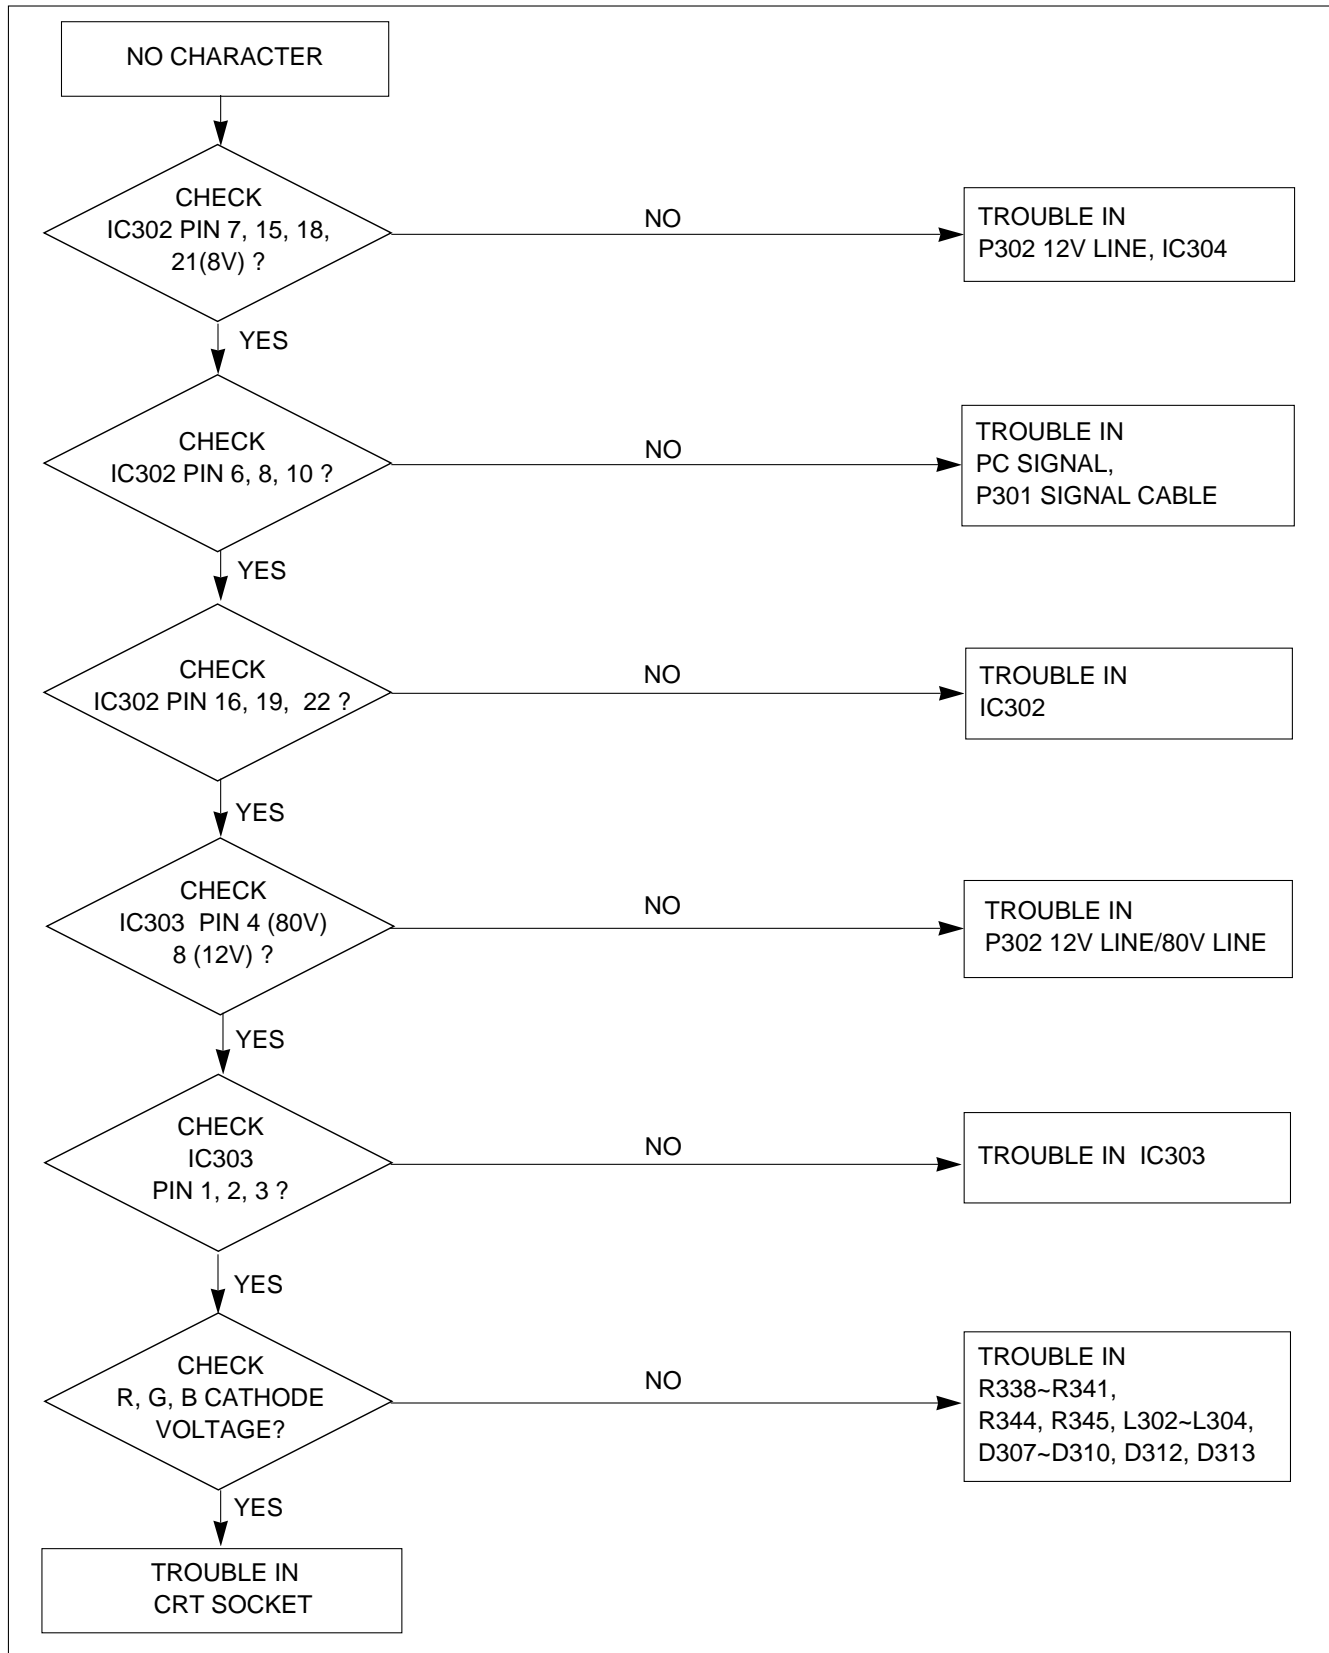 NO CHARACTER
CHECK
IC302 PIN 7, 15, 18,
21(8V) ?
NO
TROUBLE IN
P302 12V LINE, IC304
YES
CHECK
IC302 PIN 6, 8, 10 ?
NO
TROUBLE IN
PC SIGNAL,
P301 SIGNAL CABLE
YES
CHECK
IC302 PIN 16, 19, 22 ?
NO
TROUBLE IN
IC302
YES
CHECK
IC303 PIN 4 (80V)
8 (12V) ?
NO
TROUBLE IN
P302 12V LINE/80V LINE
YES
CHECK
IC303
PIN 1, 2, 3 ?
NO
TROUBLE IN IC303
YES
CHECK
R, G, B CATHODE
VOLTAGE?
NO
TROUBLE IN
R338~R341,
R344, R345, L302~L304,
D307~D310, D312, D313
YES
TROUBLE IN
CRT SOCKET